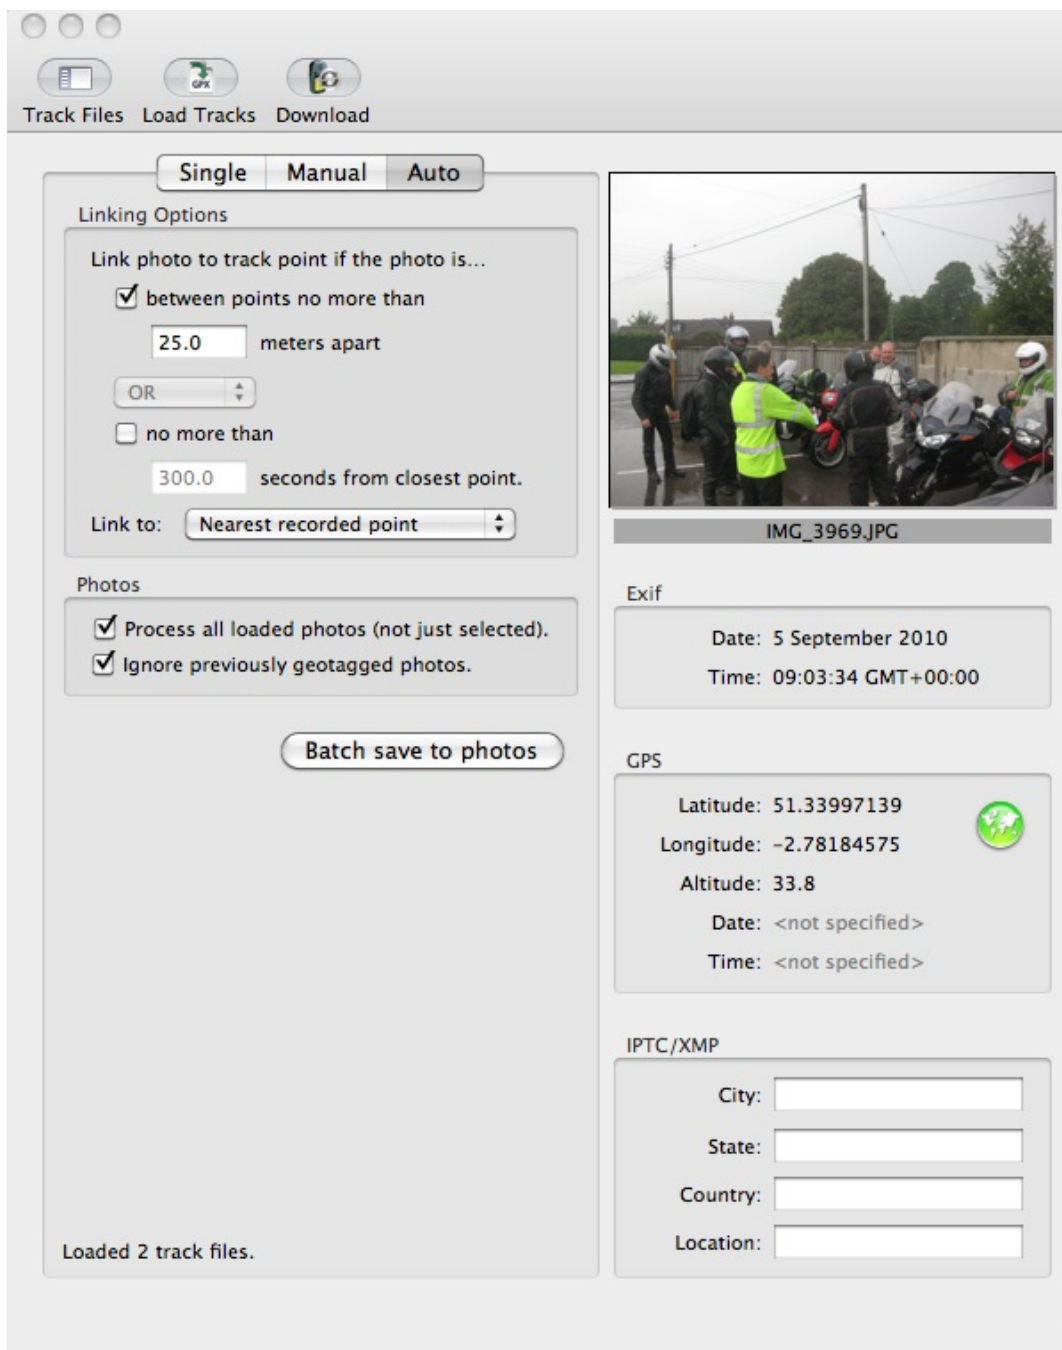 Track Files Load Tracks Download
GPX
Single Manual Auto
Linking Options
Link photo to track point if the photo is...
between points no more than
25.0 meters apart
OR
no more than
300.0 seconds from closest point.
Link to: Nearest recorded point
Photos
Process all loaded photos (not just selected).
Ignore previously geotagged photos.
Batch save to photos
Loaded 2 track files.
IMG_3969.JPG
Exif
Date: 5 September 2010
Time: 09:03:34 GMT+00:00
GPS
Latitude: 51.33997139
Longitude: -2.78184575
Altitude: 33.8
Date: <not specified>
Time: <not specified>
IPTC/XMP
City:
State:
Country:
Location: